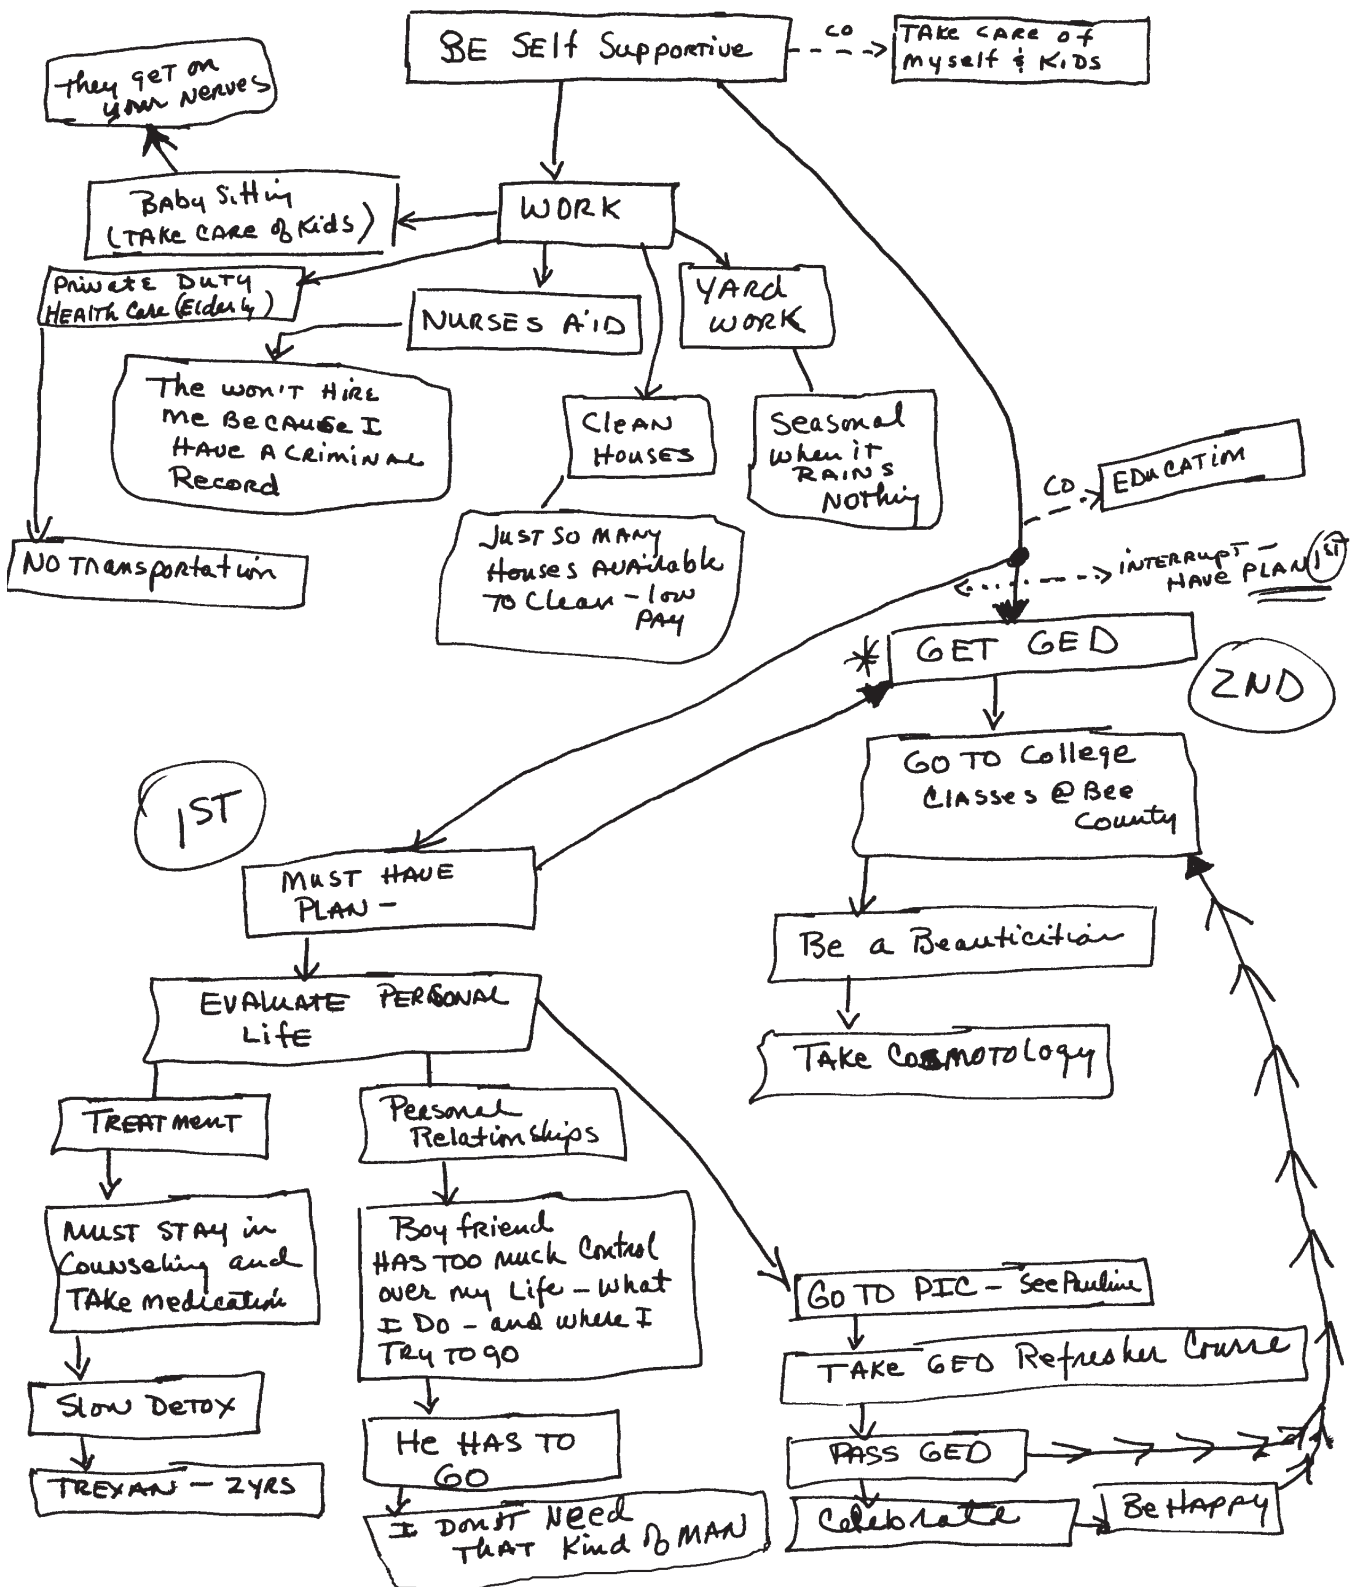 BE SElf Supportive
CO
TAKE CARE of
myself & KIDS
they get on
your NERVES
Baby Sitting
(TAKE CARE of Kids)
WORK
Private DUTY
HEALTH Care (Elderly)
NURSES AID
YARd
WORK
The WON'T HIRE
Me BECAUSE I
HAVE A CRIMINAL
Record
CleAN
HOUSES
Seasonal
when it
RAINS
NOTHing
NO TRansportation
JUST SO MANY
Houses AVAilable
TO Clean - low
PAY
CO
EDUCATION
INTERRUPT -
HAVE PLAN 1ST
* GET GED
2ND
GO TO College
Classes @ Bee
County
1ST
MUST HAVE
PLAN -
Be a Beauticition
EVALUATE PERSONAL
Life
TAKE COSMOTOLOgy
TREATMENT
Personal
Relationships
MUST STAY in
Counseling and
TAKe medication
Boy friend
HAS TOO Much Control
over my Life - What
I DO - and where I
TRY TO go
GO TO PIC - See Pauline
TAKE GED Refresher Course
Slow DETOX
He HAS TO
GO
PASS GED
TREXAN - 2YRS
I DON'T NEEd
THAT Kind of MAN
Celebrate
Be HAPPY